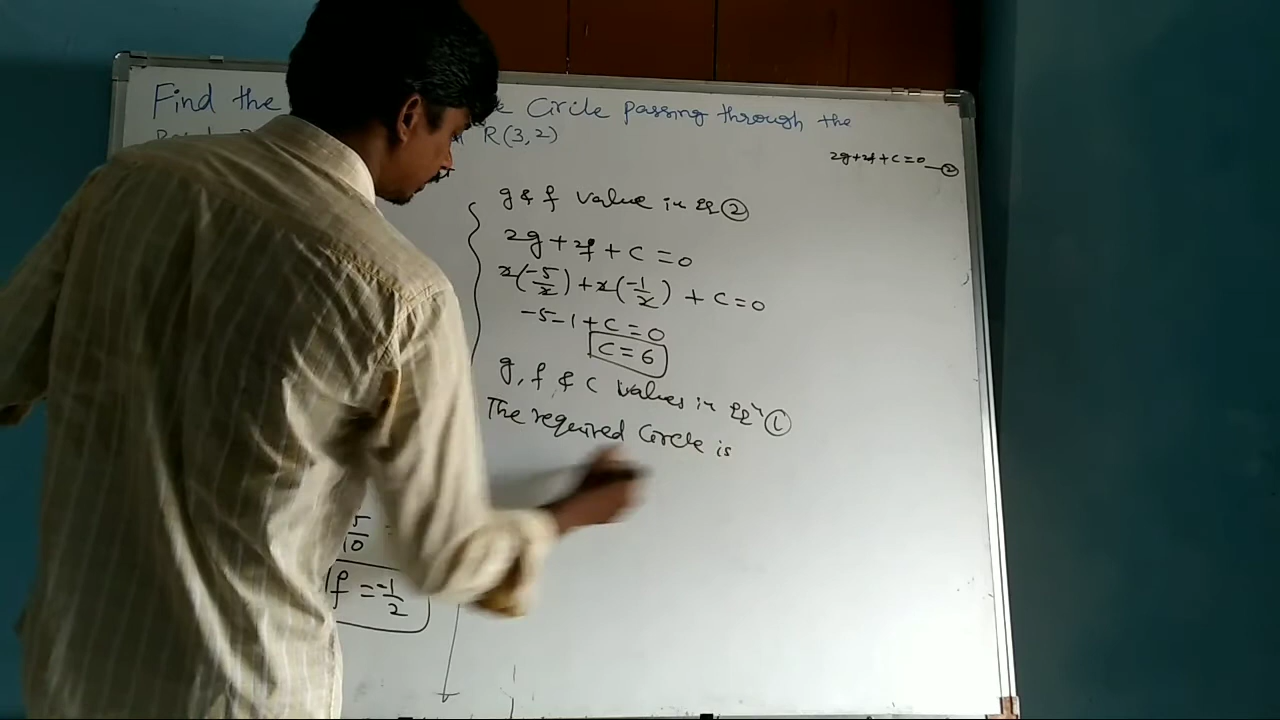 Find the Circle passing through the
R(3,2)
2g+2f+c=0 — ②
g & f value in Eq ②
2g+2f+c=0
2(-5/2)+2(-1/2)+c=0
-5-1+c=0
c=6
g, f & c values in Eqn ①
The required Circle is
5/10
f=-1/2